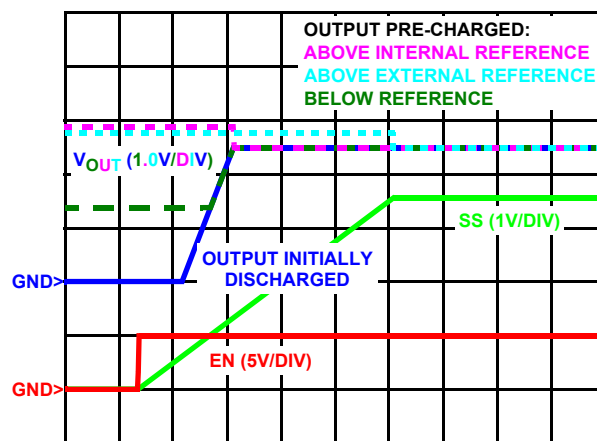 OUTPUT PRE-CHARGED:
ABOVE INTERNAL REFERENCE
ABOVE EXTERNAL REFERENCE
BELOW REFERENCE
VOUT (1.0V/DIV)
SS (1V/DIV)
OUTPUT INITIALLY
DISCHARGED
GND>
EN (5V/DIV)
GND>